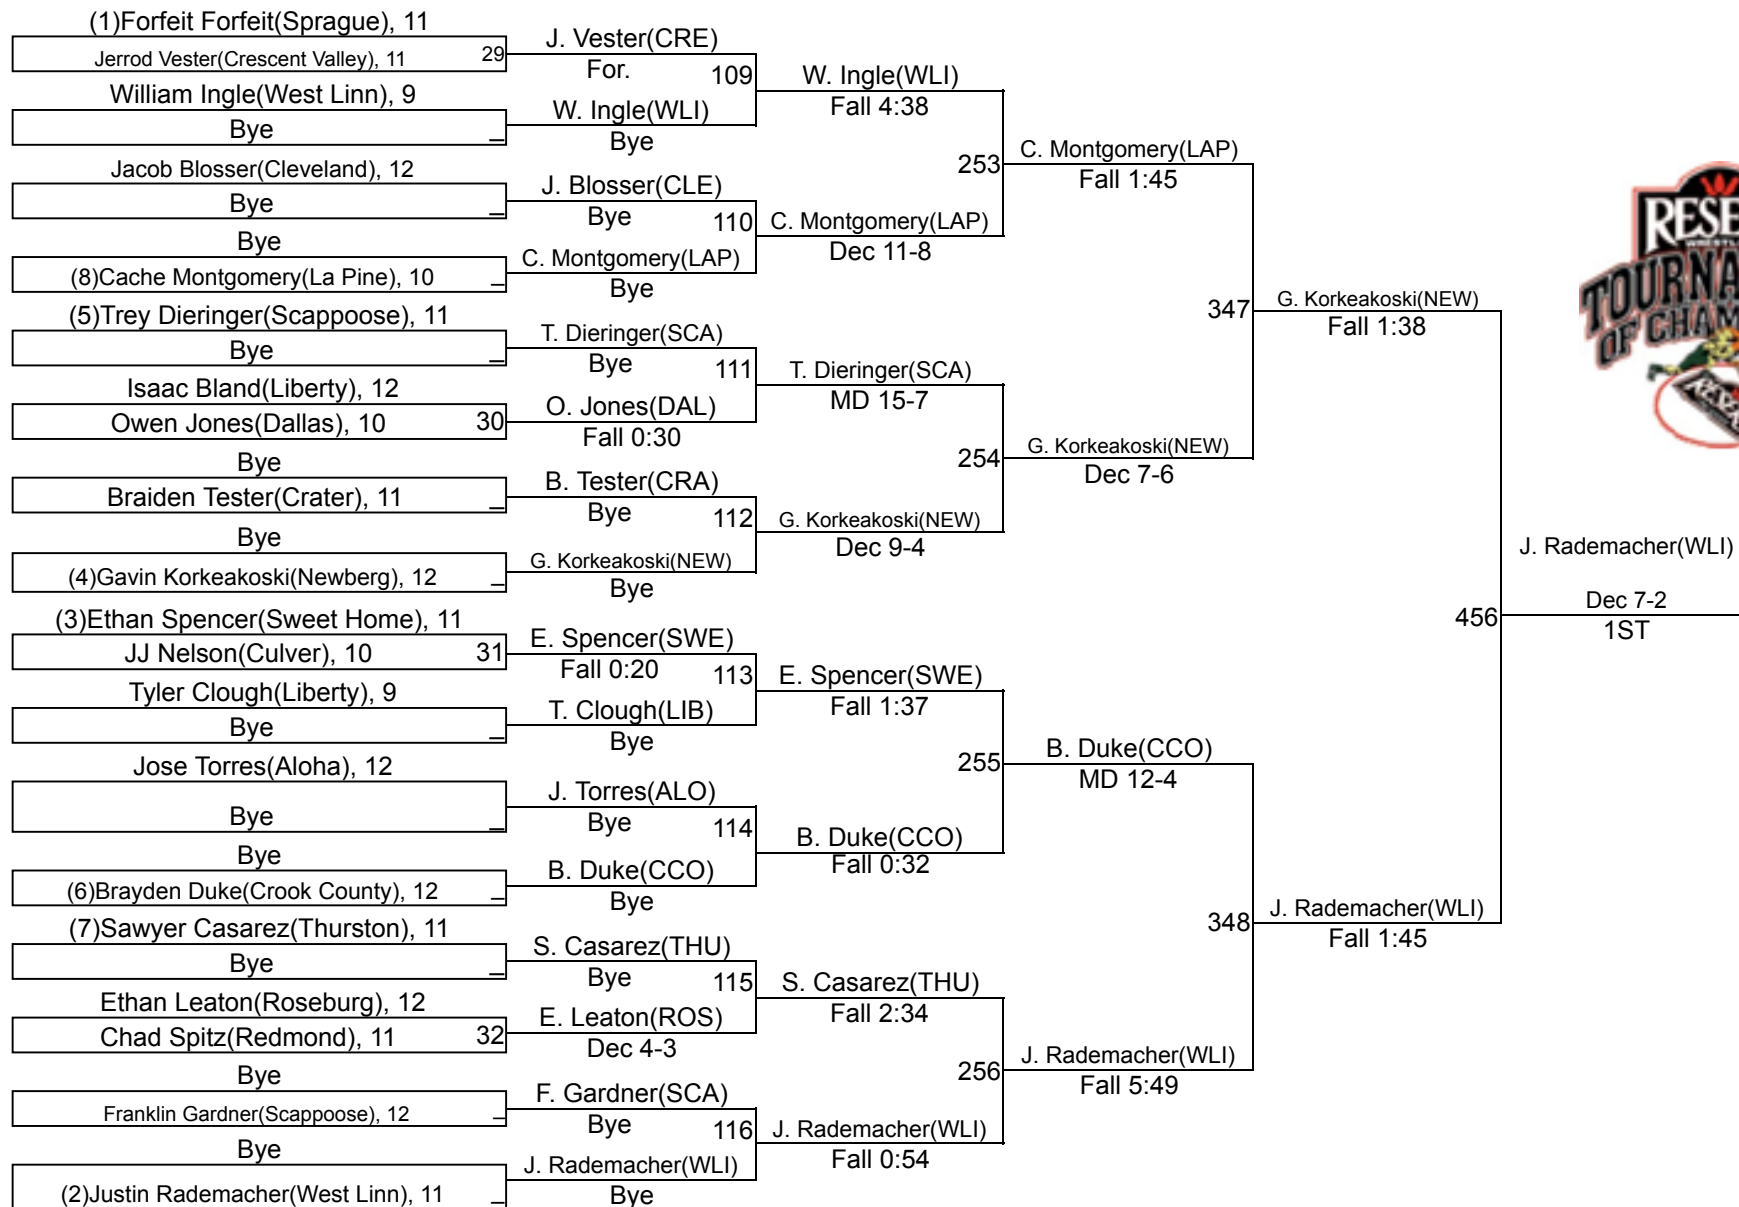 (1)Forfeit Forfeit(Sprague), 11
Jerrod Vester(Crescent Valley), 11 29
William Ingle(West Linn), 9
Bye _
Jacob Blosser(Cleveland), 12
Bye _
Bye
(8)Cache Montgomery(La Pine), 10 _
(5)Trey Dieringer(Scappoose), 11
Bye _
Isaac Bland(Liberty), 12
Owen Jones(Dallas), 10 30
Bye
Braiden Tester(Crater), 11 _
Bye
(4)Gavin Korkeakoski(Newberg), 12 _
(3)Ethan Spencer(Sweet Home), 11
JJ Nelson(Culver), 10 31
Tyler Clough(Liberty), 9
Bye _
Jose Torres(Aloha), 12
Bye _
Bye
(6)Brayden Duke(Crook County), 12 _
(7)Sawyer Casarez(Thurston), 11
Bye _
Ethan Leaton(Roseburg), 12
Chad Spitz(Redmond), 11 32
Bye
Franklin Gardner(Scappoose), 12 _
Bye
(2)Justin Rademacher(West Linn), 11 _
J. Vester(CRE)
For. 109
W. Ingle(WLI)
Bye
J. Blosser(CLE)
Bye 110
C. Montgomery(LAP)
Bye
T. Dieringer(SCA)
Bye 111
O. Jones(DAL)
Fall 0:30
B. Tester(CRA)
Bye 112
G. Korkeakoski(NEW)
Bye
E. Spencer(SWE)
Fall 0:20 113
T. Clough(LIB)
Bye
J. Torres(ALO)
Bye 114
B. Duke(CCO)
Bye
S. Casarez(THU)
Bye 115
E. Leaton(ROS)
Dec 4-3
F. Gardner(SCA)
Bye 116
J. Rademacher(WLI)
Bye
W. Ingle(WLI)
Fall 4:38
253
C. Montgomery(LAP)
Dec 11-8
T. Dieringer(SCA)
MD 15-7
254
G. Korkeakoski(NEW)
Dec 9-4
E. Spencer(SWE)
Fall 1:37
255
B. Duke(CCO)
Fall 0:32
S. Casarez(THU)
Fall 2:34
256
J. Rademacher(WLI)
Fall 0:54
C. Montgomery(LAP)
Fall 1:45
347
G. Korkeakoski(NEW)
Dec 7-6
B. Duke(CCO)
MD 12-4
348
J. Rademacher(WLI)
Fall 5:49
G. Korkeakoski(NEW)
Fall 1:38
456
J. Rademacher(WLI)
Fall 1:45
J. Rademacher(WLI)
Dec 7-2
1ST